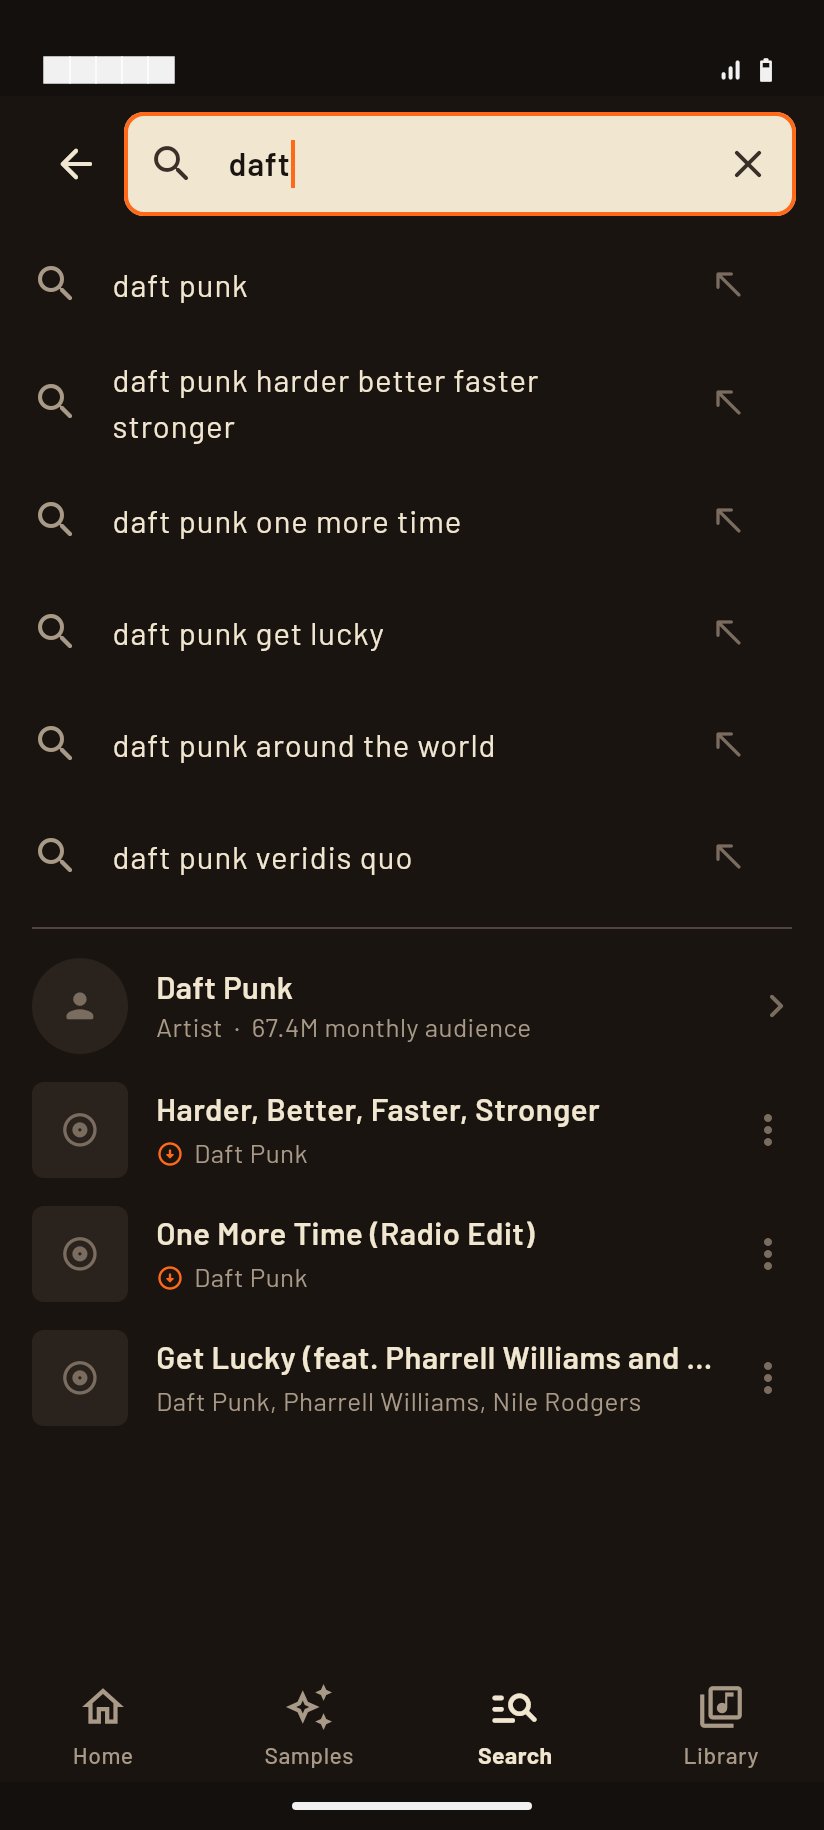 daft
daft punk
daft punk harder better faster
stronger
daft punk one more time
daft punk get lucky
daft punk around the world
daft punk veridis quo
Daft Punk
Artist · 67.4M monthly audience
Harder, Better, Faster, Stronger
Daft Punk
One More Time (Radio Edit)
Daft Punk
Get Lucky (feat. Pharrell Williams and ...
Daft Punk, Pharrell Williams, Nile Rodgers
Home
Samples
Search
Library